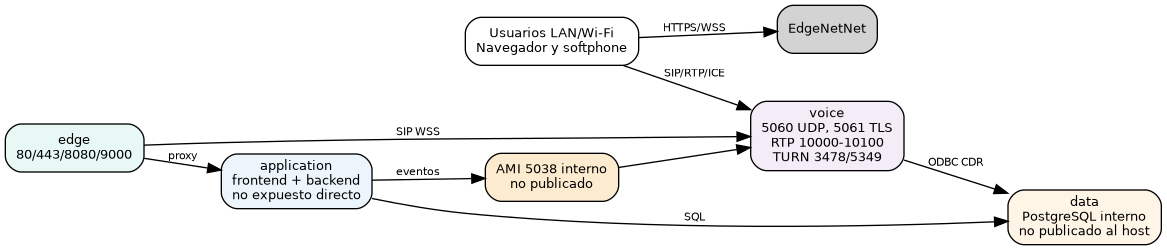 Usuarios LAN/Wi-Fi
Navegador y softphone
HTTPS/WSS
EdgeNetNet
SIP/RTP/ICE
voice
5060 UDP, 5061 TLS
RTP 10000-10100
TURN 3478/5349
edge
80/443/8080/9000
SIP WSS
proxy
application
frontend + backend
no expuesto directo
eventos
AMI 5038 interno
no publicado
ODBC CDR
SQL
data
PostgreSQL interno
no publicado al host